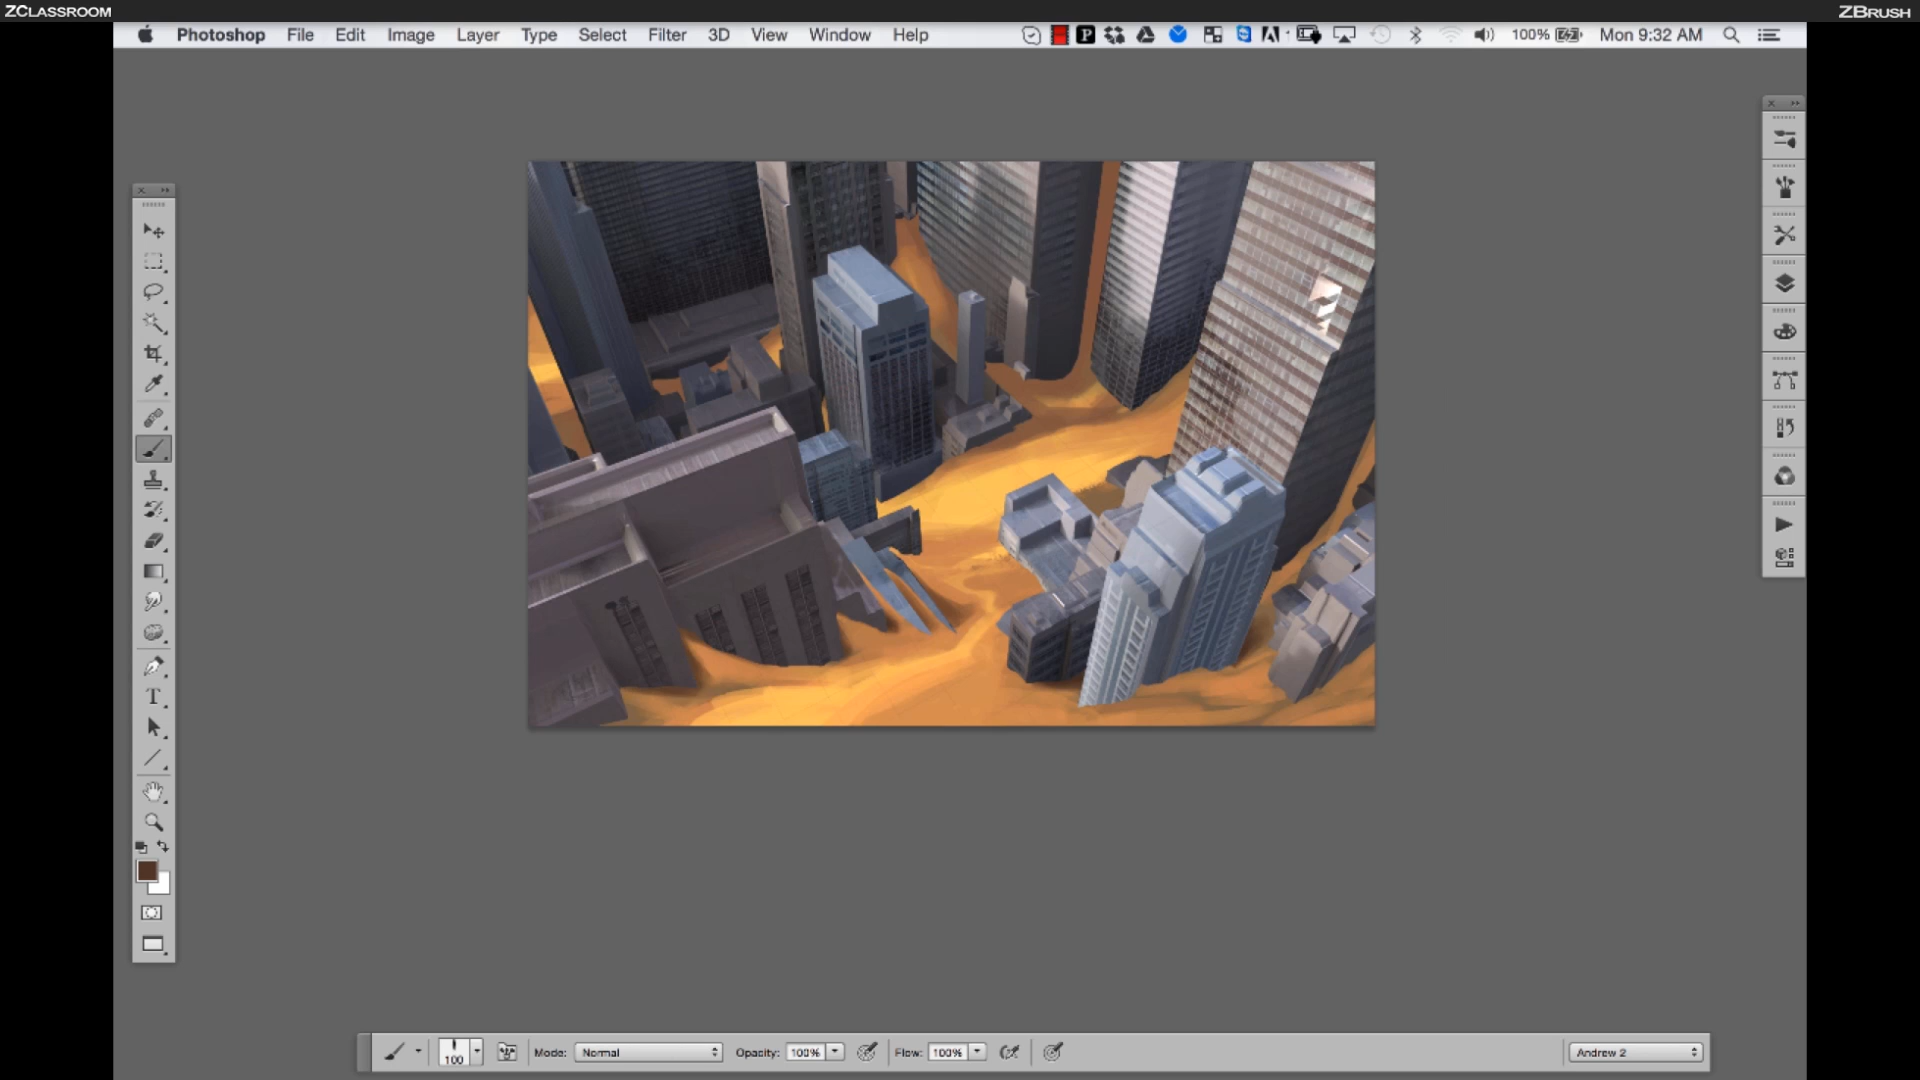 ZCLASSROOM
ZBRUSH
Photoshop File Edit Image Layer Type Select Filter 3D View Window Help 100% Mon 9:32 AM
100 Mode: Normal Opacity: 100% Flow: 100% Andrew 2